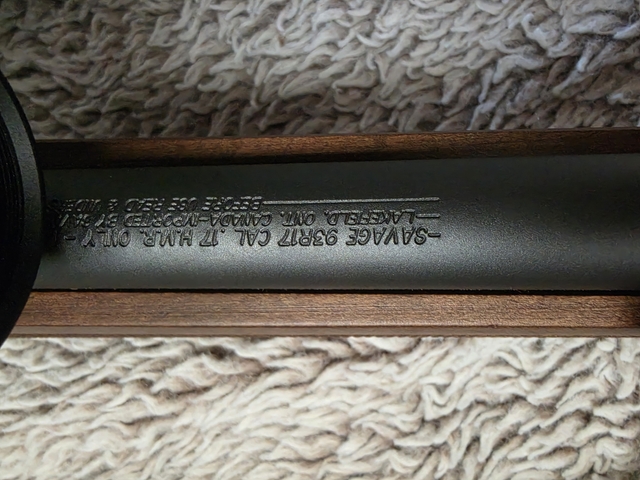 -SAVAGE 93R17 CAL .17 H.M.R. ONLY -
-LAKEFIELD, ONT. CANADA-IMPORTED BY
BEFORE USE READ &